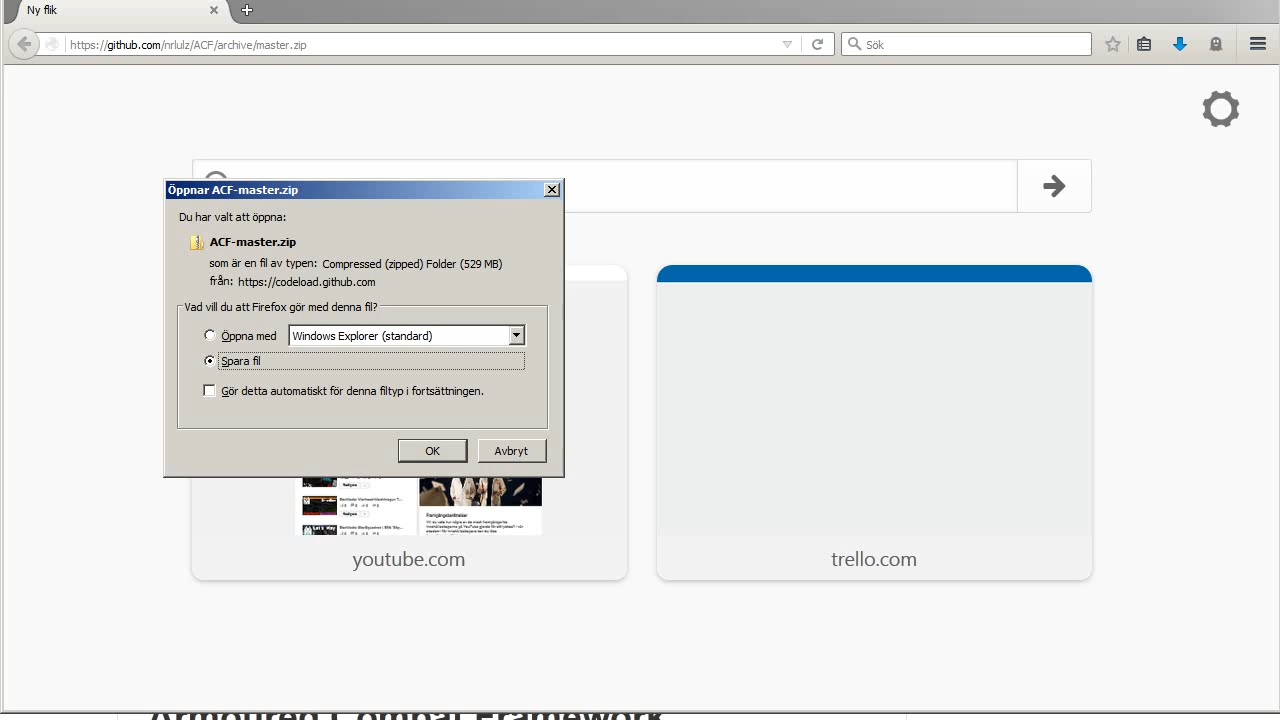 Ny flik
https://github.com/nrlulz/ACF/archive/master.zip
Sök
Öppnar ACF-master.zip
Du har valt att öppna:
ACF-master.zip
som är en fil av typen: Compressed (zipped) Folder (529 MB)
från: https://codeload.github.com
Vad vill du att Firefox gör med denna fil?
Öppna med
Windows Explorer (standard)
Spara fil
Gör detta automatiskt för denna filtyp i fortsättningen.
OK
Avbryt
youtube.com
trello.com
Armoured Combat Framework